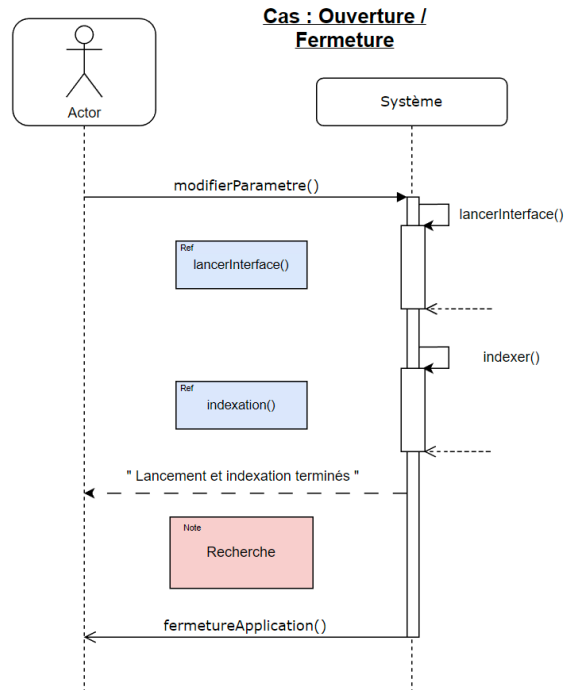 Cas : Ouverture /
Fermeture
Actor
Système
modifierParametre()
lancerInterface()
Ref
lancerInterface()
indexer()
Ref
indexation()
" Lancement et indexation terminés "
Note
Recherche
fermetureApplication()